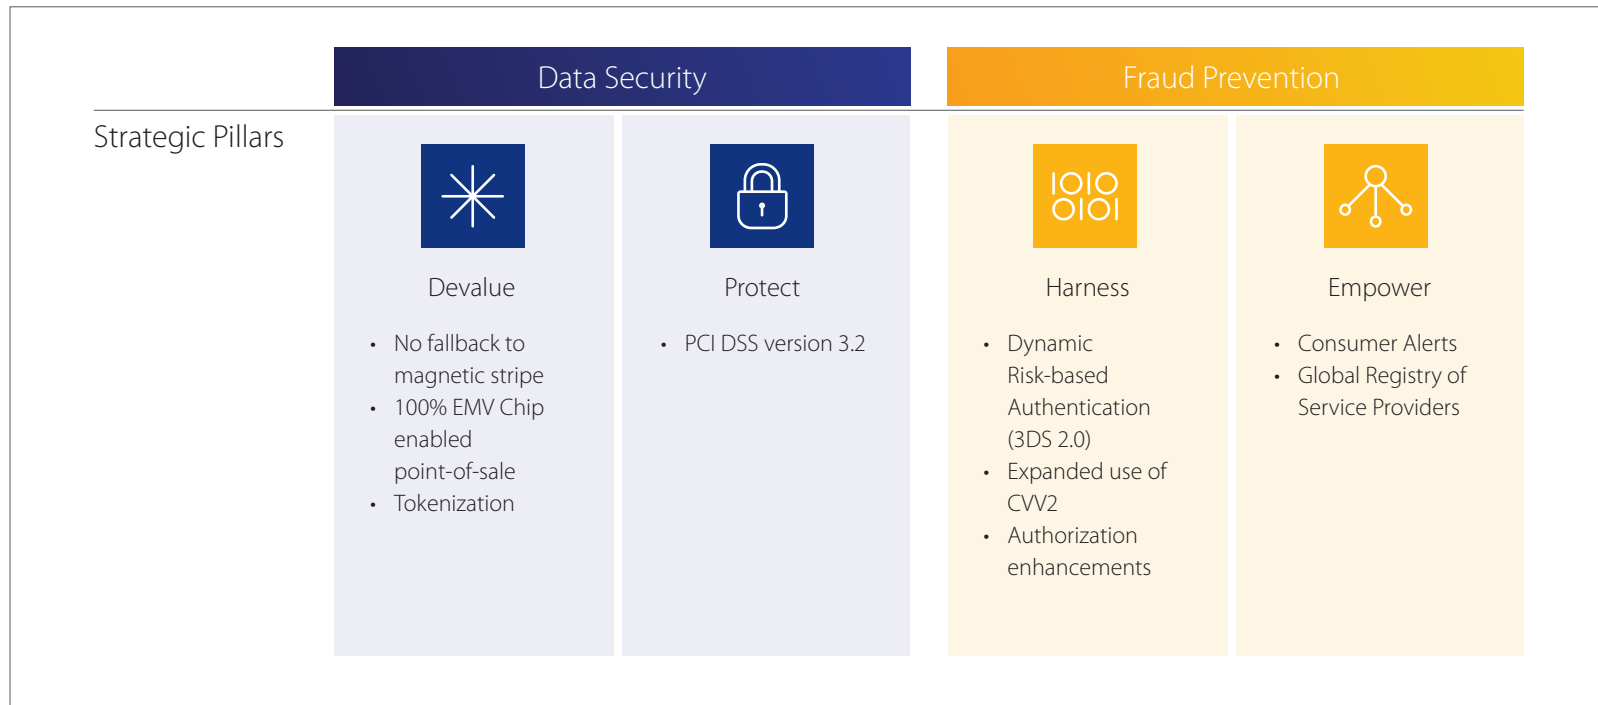 Data Security
Fraud Prevention
Strategic Pillars
Devalue
• No fallback to
magnetic stripe
• 100% EMV Chip
enabled
point-of-sale
• Tokenization
Protect
• PCI DSS version 3.2
1010
0101
Harness
• Dynamic
Risk-based
Authentication
(3DS 2.0)
• Expanded use of
CVV2
• Authorization
enhancements
Empower
• Consumer Alerts
• Global Registry of
Service Providers